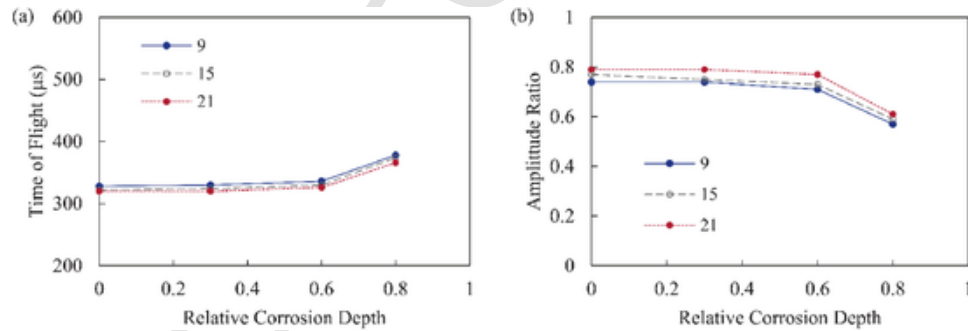 (a)
600
500
400
300
200
Time of Flight (μs)
9
15
21
0 0.2 0.4 0.6 0.8 1
Relative Corrosion Depth
(b)
1
0.8
0.6
0.4
0.2
0
Amplittude Ratio
9
15
21
0 0.2 0.4 0.6 0.8 1
Relative Corrosion Depth